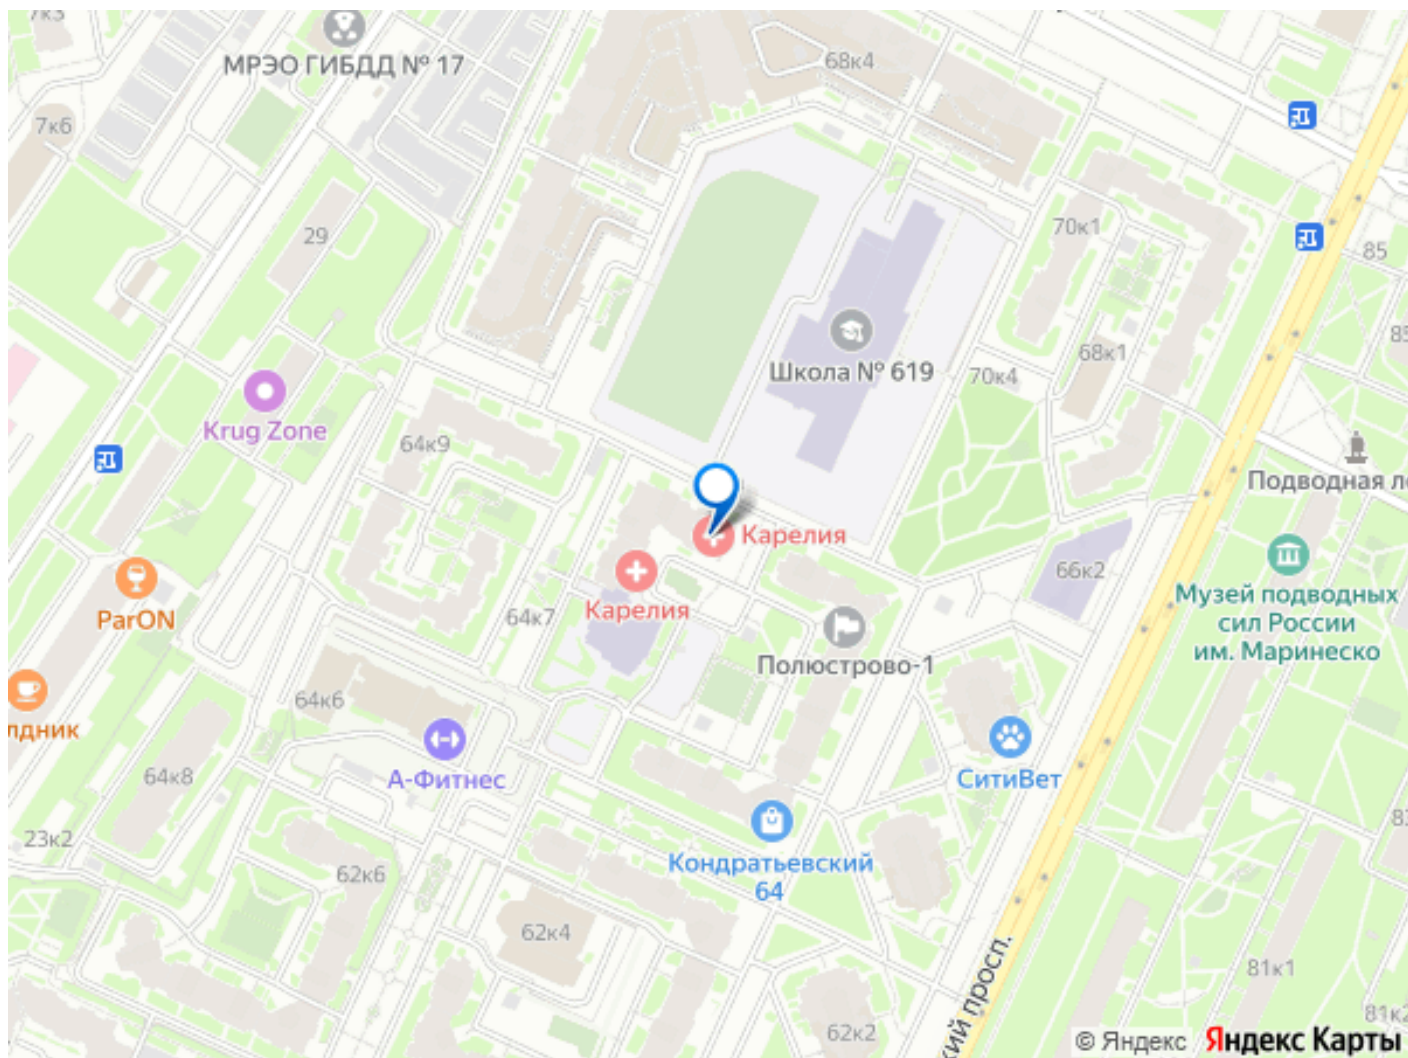 7к3
МРЭО ГИБДД № 17
68к4
7к6
29
70к1
85
68к1
Школа № 619
70к4
Krug Zone
64к9
Подводная
Карелия
66к2
Музей подводных
сил России
им. Маринеско
Карелия
64к7
ParON
Полюстрово-1
64к6
лдник
64к8
А-Фитнес
СитиВет
23к2
Кондратьевский
64
62к6
62к4
81к1
62к2
81к2
кий просп.
© Яндекс Яндекс Карты